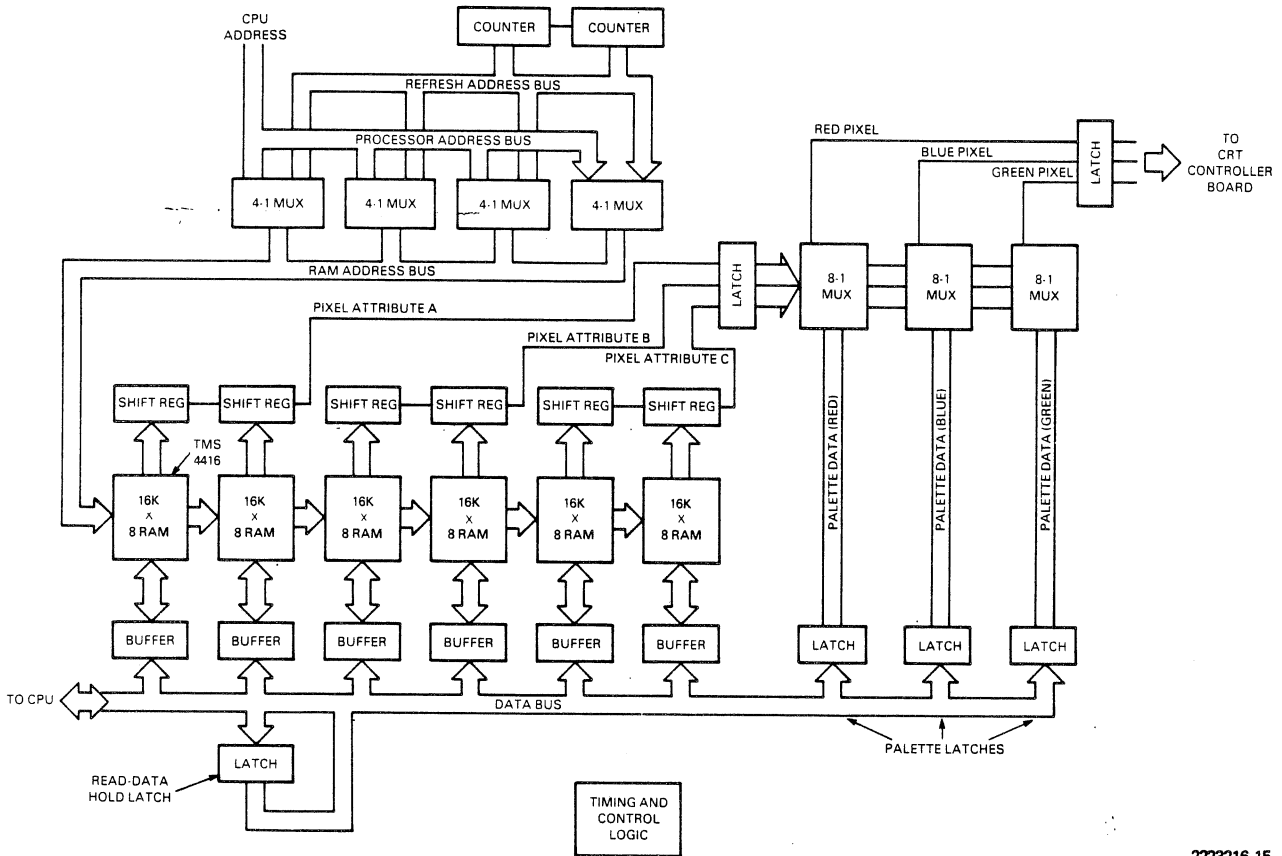 CPU
ADDRESS
COUNTER
COUNTER
REFRESH ADDRESS BUS
PROCESSOR ADDRESS BUS
4-1 MUX
4-1 MUX
4-1 MUX
4-1 MUX
RAM ADDRESS BUS
RED PIXEL
BLUE PIXEL
GREEN PIXEL
LATCH
TO
CRT
CONTROLLER
BOARD
LATCH
8-1
MUX
8-1
MUX
8-1
MUX
PIXEL ATTRIBUTE A
PIXEL ATTRIBUTE B
PIXEL ATTRIBUTE C
SHIFT REG
SHIFT REG
SHIFT REG
SHIFT REG
SHIFT REG
SHIFT REG
TMS
4416
16K
X
8 RAM
16K
X
8 RAM
16K
X
8 RAM
16K
X
8 RAM
16K
X
8 RAM
16K
X
8 RAM
PALETTE DATA (RED)
PALETTE DATA (BLUE)
PALETTE DATA (GREEN)
BUFFER
BUFFER
BUFFER
BUFFER
BUFFER
BUFFER
LATCH
LATCH
LATCH
TO CPU
DATA BUS
PALETTE LATCHES
LATCH
READ-DATA
HOLD LATCH
TIMING AND
CONTROL
LOGIC